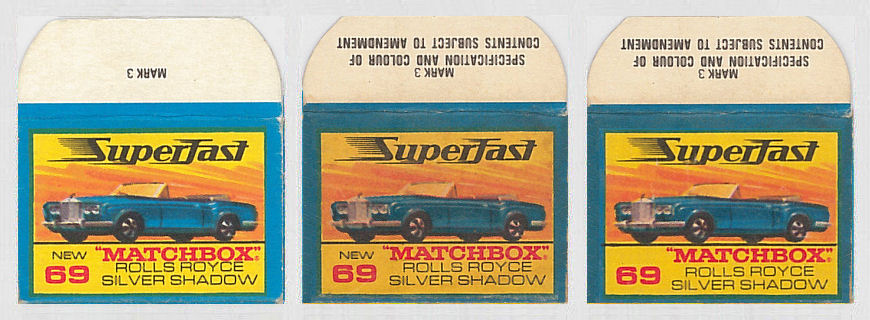 MARK 3
SuperFast
NEW "MATCHBOX"®
69 ROLLS ROYCE
SILVER SHADOW
SPECIFICATION AND COLOUR OF
CONTENTS SUBJECT TO AMENDMENT
MARK 3
SuperFast
NEW "MATCHBOX"®
69 ROLLS ROYCE
SILVER SHADOW
SPECIFICATION AND COLOUR OF
CONTENTS SUBJECT TO AMENDMENT
MARK 3
SuperFast
"MATCHBOX"®
69 ROLLS ROYCE
SILVER SHADOW